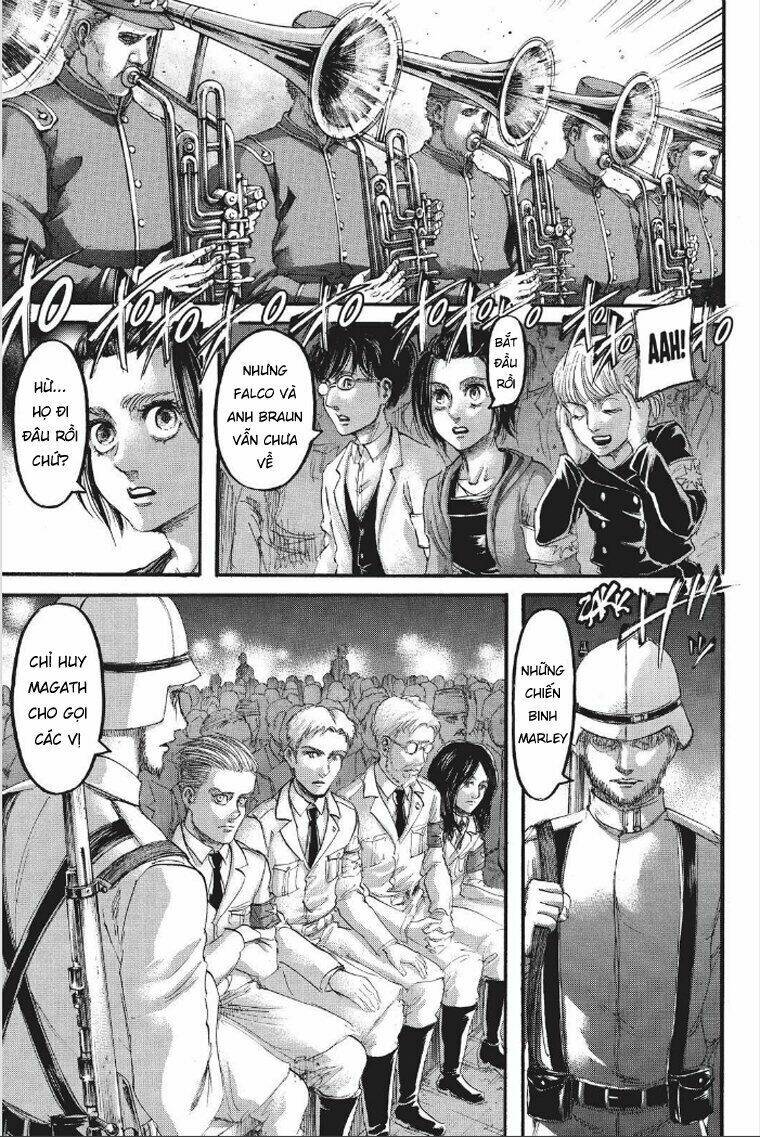 AAH!
BẮT
ĐẦU
RỒI
NHƯNG
FALCO VÀ
ANH BRAUN
VẪN CHƯA
VỀ
HỪ...
HỌ ĐI
ĐÂU RỒI
CHỨ?
ZAKK
NHỮNG
CHIẾN
BINH
MARLEY
CHỈ HUY
MAGATH
CHO GỌI
CÁC VỊ